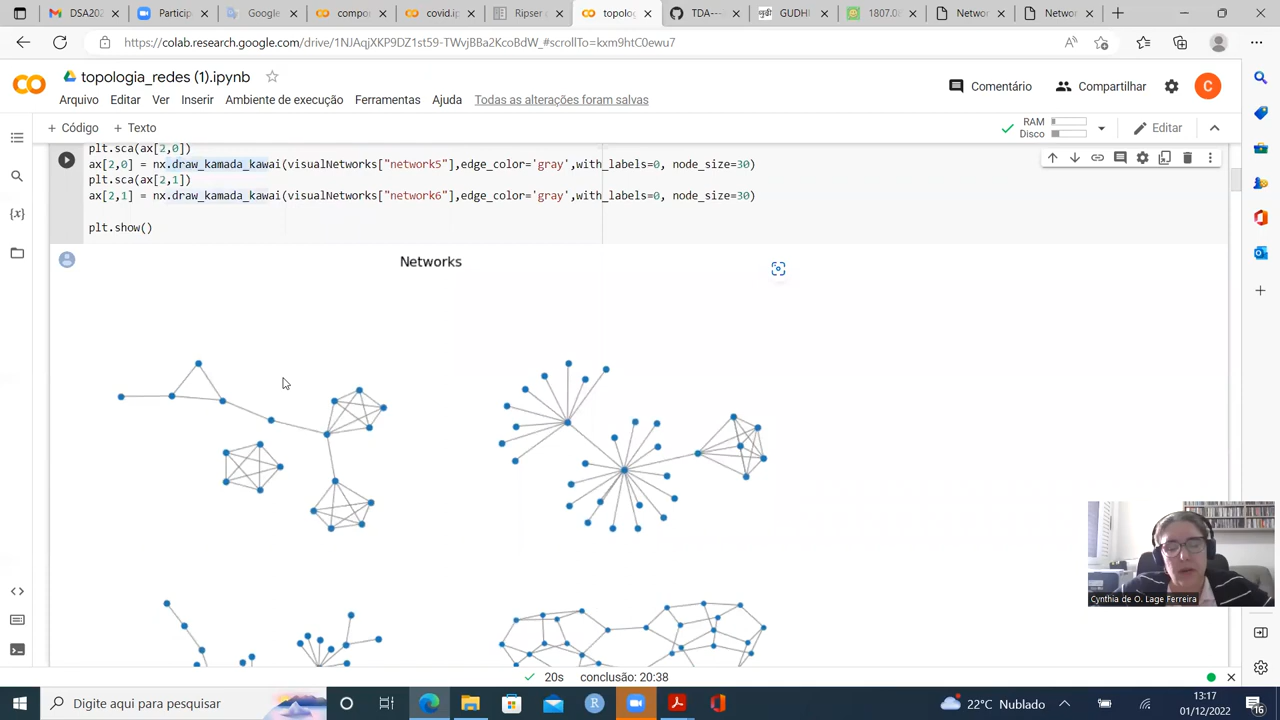 DSA202
Particip
Google
compo
covid.ip
Ripser
topolog
TDA---
GUDHI
1807.08
Networ
Networ
https://colab.research.google.com/drive/1NJAqjXKP9DZ1st59-TWvjBBa2KcoBdW_#scrollTo=kxm9htC0ewu7
topologia_redes (1).ipynb
Comentário
Compartilhar
C
Arquivo Editar Ver Inserir Ambiente de execução Ferramentas Ajuda Todas as alterações foram salvas
+ Código + Texto
RAM
Disco
Editar
plt.sca(ax[2,0])
ax[2,0] = nx.draw_kamada_kawai(visualNetworks["network5"],edge_color='gray',with_labels=0, node_size=30)
plt.sca(ax[2,1])
ax[2,1] = nx.draw_kamada_kawai(visualNetworks["network6"],edge_color='gray',with_labels=0, node_size=30)
plt.show()
Networks
Cynthia de O. Lage Ferreira
20s conclusão: 20:38
Digite aqui para pesquisar
R
22°C Nublado
13:17
01/12/2022
16